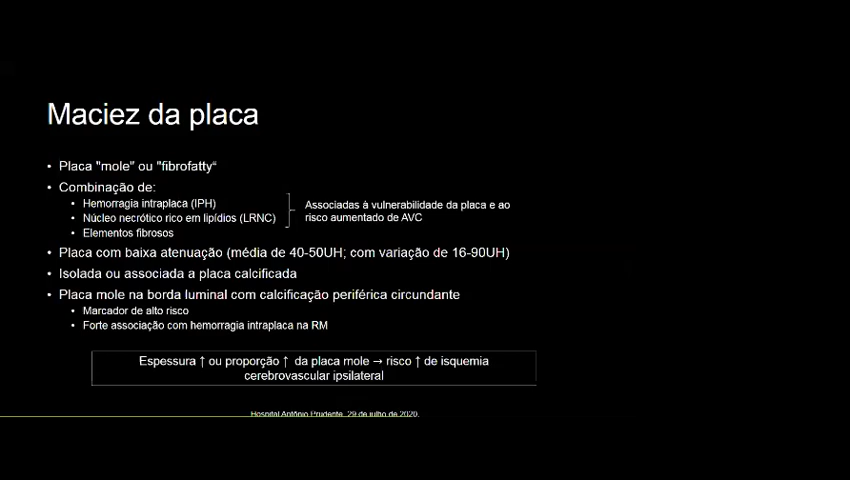 Maciez da placa
• Placa "mole" ou "fibrofatty“
• Combinação de:
• Hemorragia intraplaca (IPH)
• Núcleo necrótico rico em lipídios (LRNC)
• Elementos fibrosos
Associadas à vulnerabilidade da placa e ao
risco aumentado de AVC
• Placa com baixa atenuação (média de 40-50UH; com variação de 16-90UH)
• Isolada ou associada a placa calcificada
• Placa mole na borda luminal com calcificação periférica circundante
• Marcador de alto risco
• Forte associação com hemorragia intraplaca na RM
Espessura ↑ ou proporção ↑ da placa mole → risco ↑ de isquemia
cerebrovascular ipsilateral
Hospital Antônio Prudente, 29 de julho de 2020.